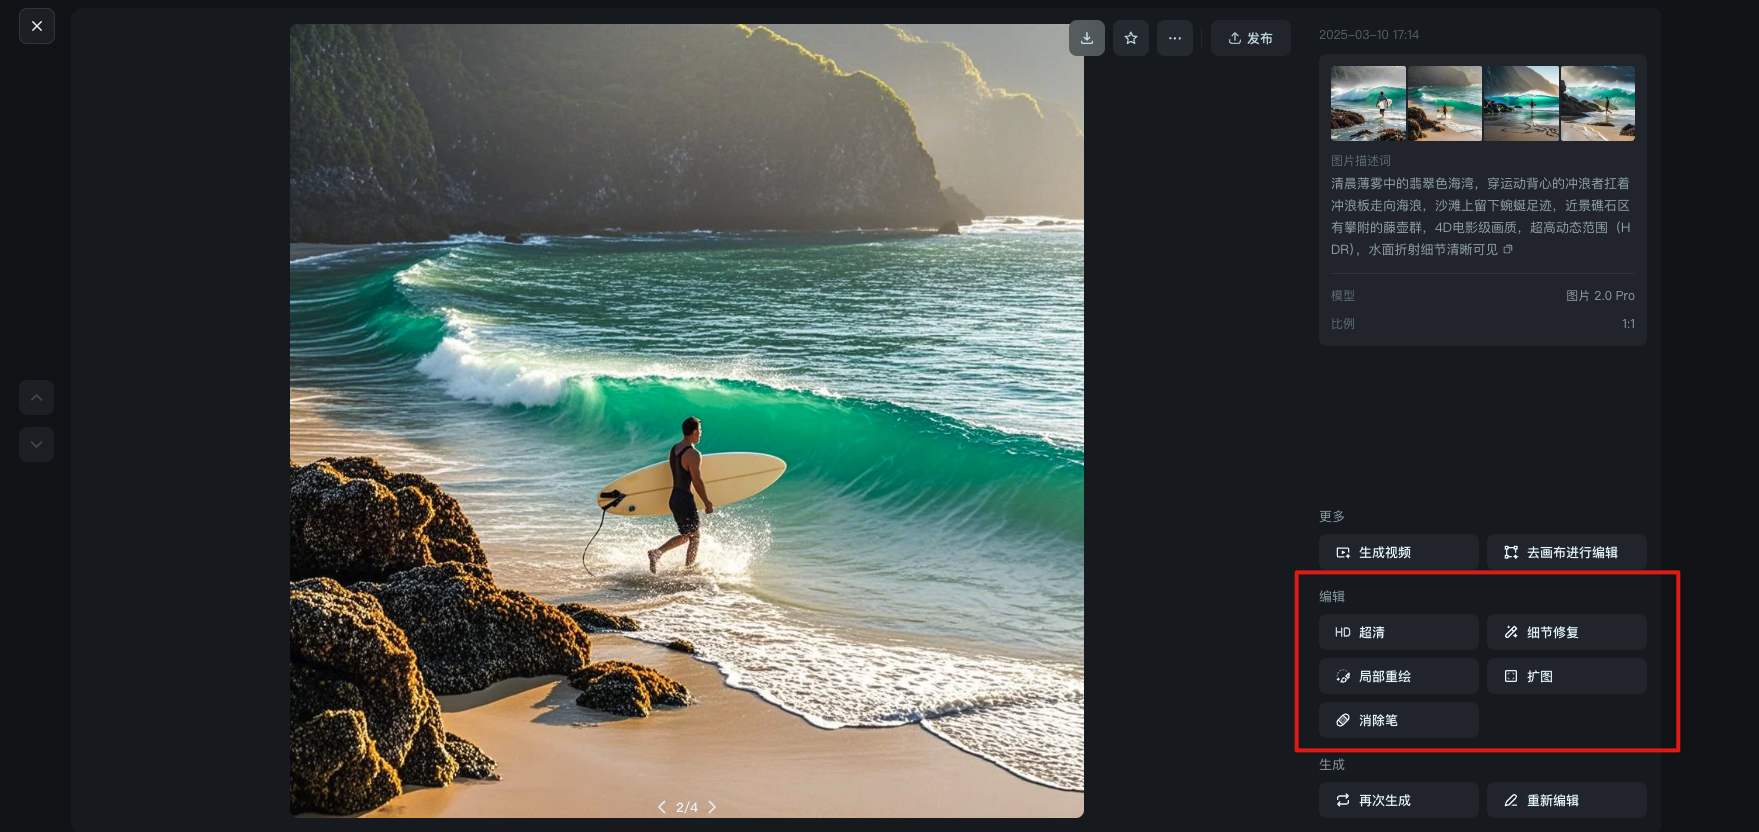 发布
2025-03-10 17:14
图片描述词
清晨薄雾中的翡翠色海湾，穿运动背心的冲浪者扛着
冲浪板走向海浪，沙滩上留下蜿蜒足迹，近景礁石区
有攀附的藤壶群，4D电影级画质，超高动态范围（H
DR），水面折射细节清晰可见
模型 图片 2.0 Pro
比例 1:1
更多
生成视频 去画布进行编辑
编辑
HD 超清 细节修复
局部重绘 扩图
消除笔
生成
再次生成 重新编辑
2/4